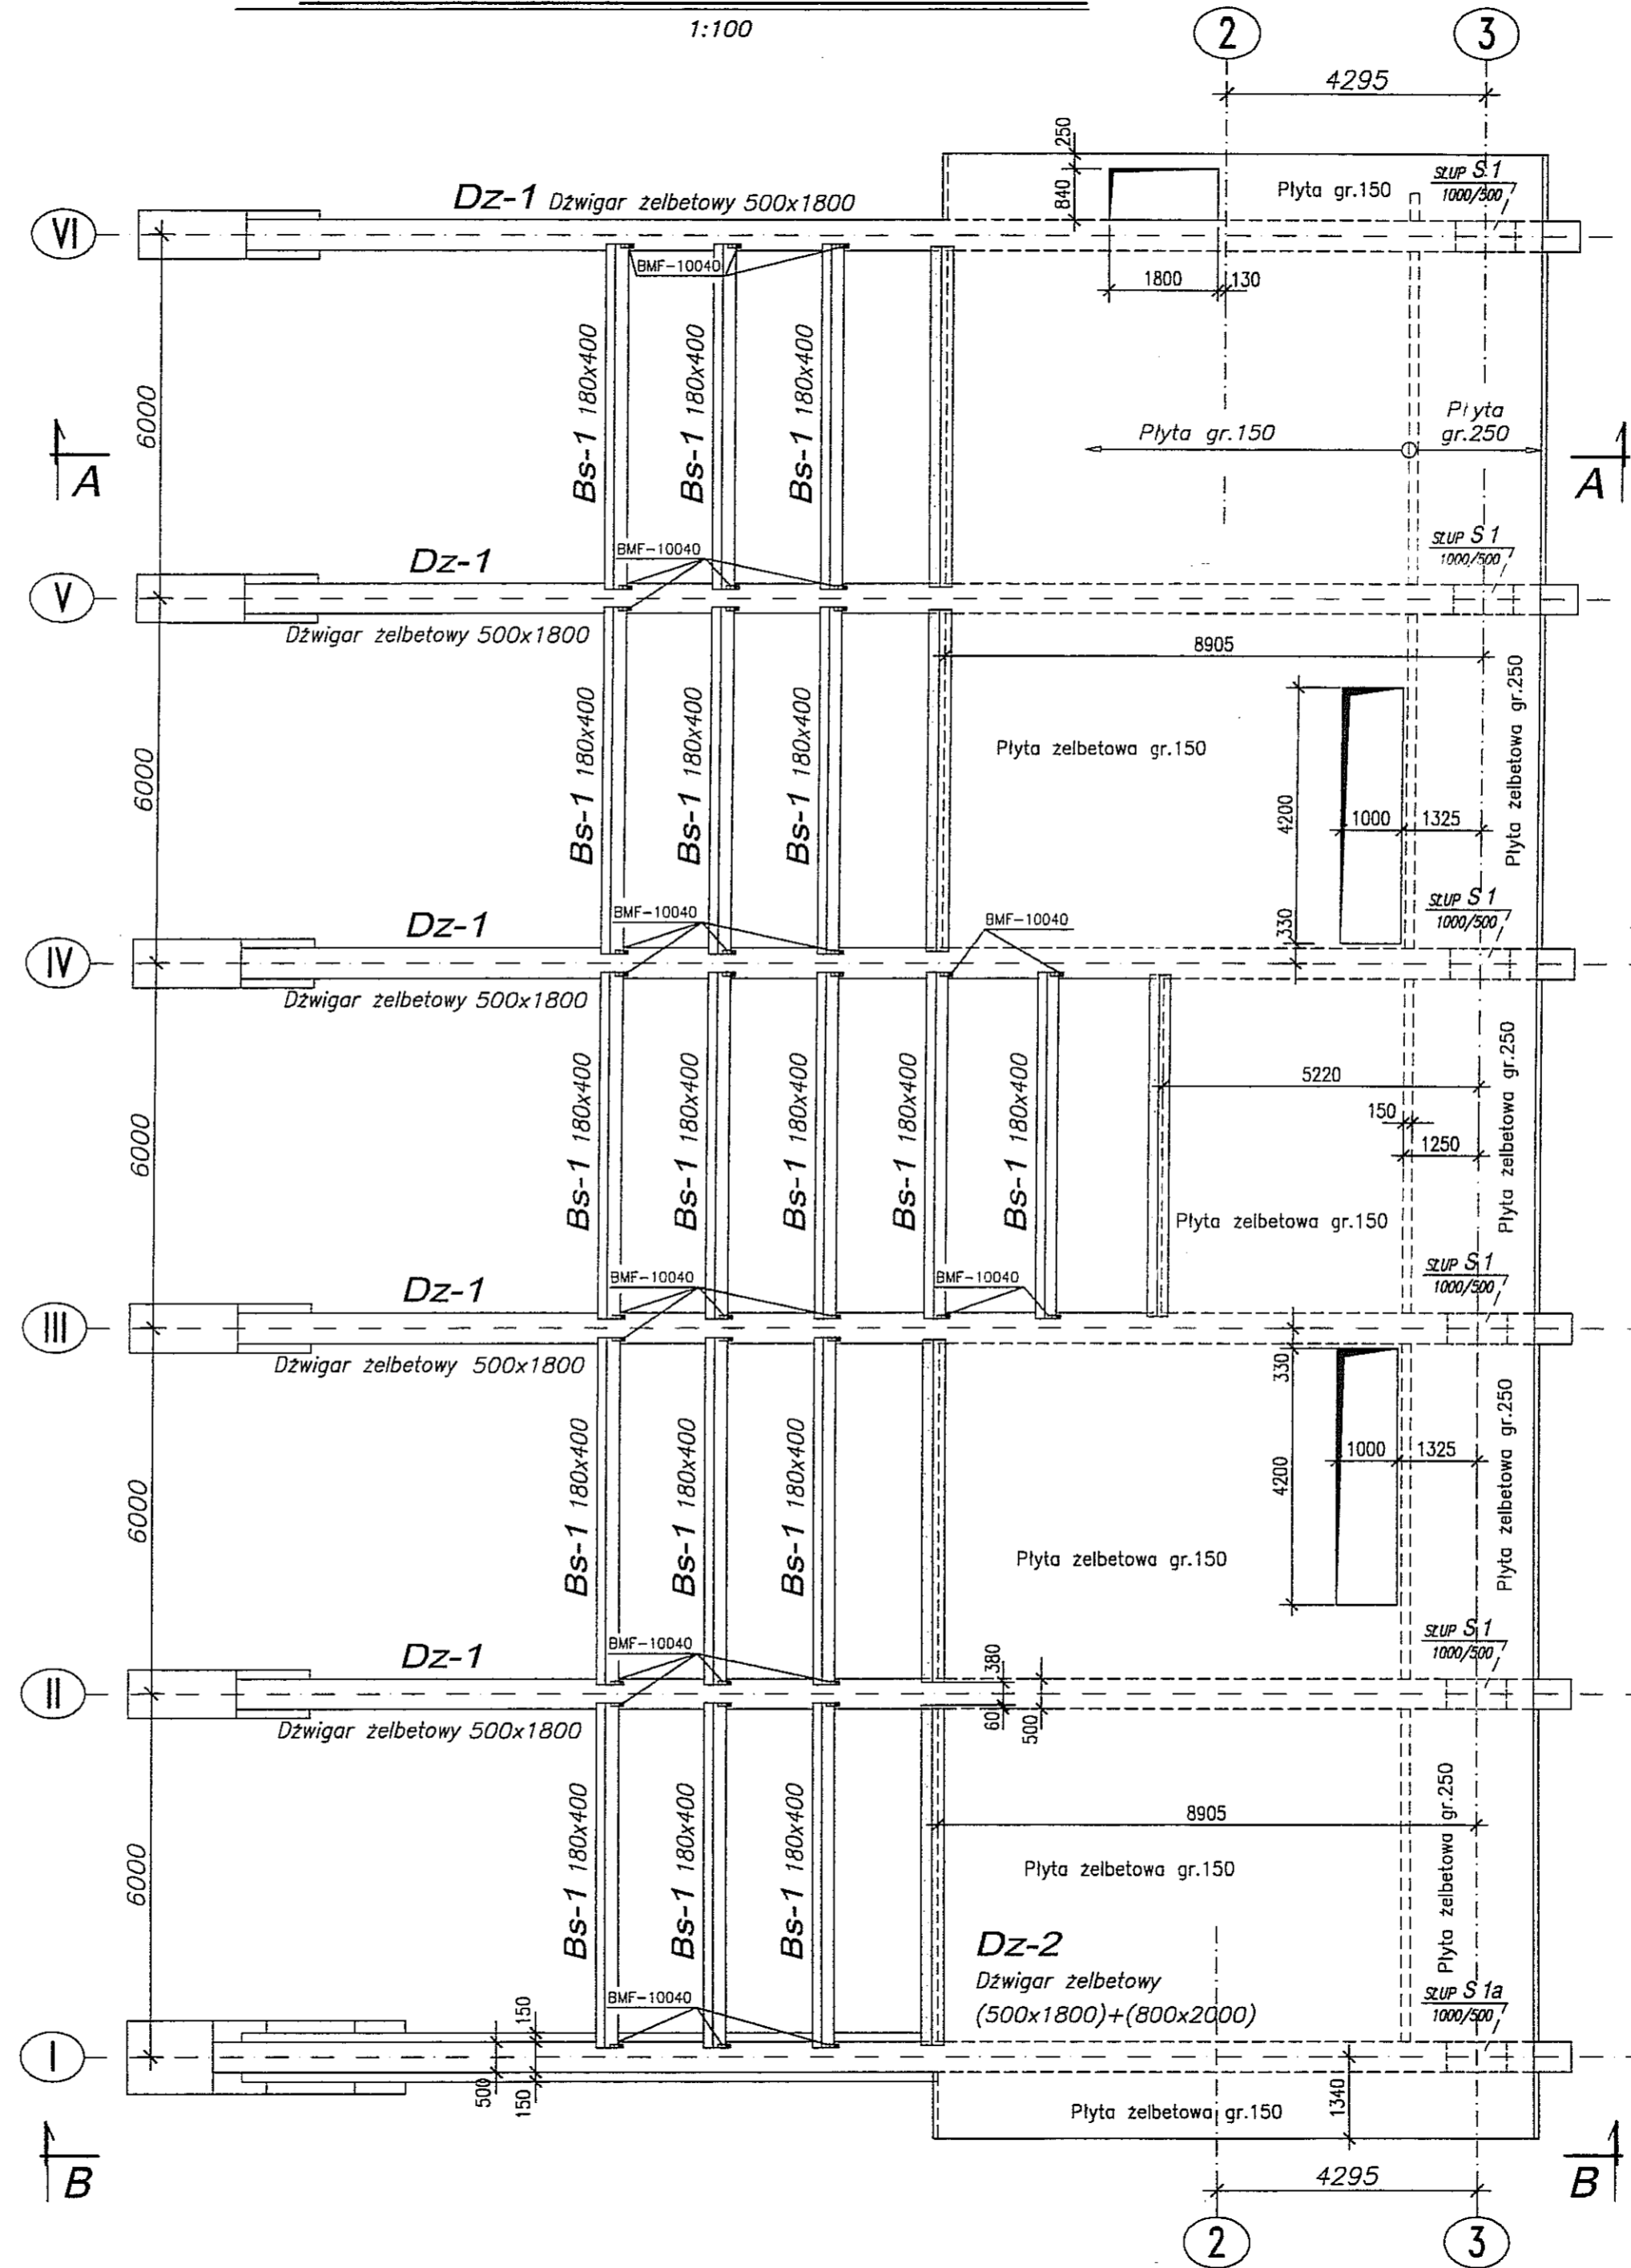 1:100
2
3
4295
250
840
Dz-1 Dźwigar żelbetowy 500x1800
Płyta gr.150
SŁUP S.1
1000/500
VI
BMF-10040
1800
130
6000
Bs-1 180x400
Bs-1 180x400
Bs-1 180x400
Płyta gr.150
Płyta
gr.250
A
A
Dz-1
BMF-10040
SŁUP S 1
1000/500
V
Dźwigar żelbetowy 500x1800
8905
6000
Bs-1 180x400
Bs-1 180x400
Bs-1 180x400
Płyta żelbetowa gr.150
4200
1000
1325
Płyta żelbetowa gr.250
330
Dz-1
BMF-10040
BMF-10040
SŁUP S 1
1000/500
IV
Dźwigar żelbetowy 500x1800
6000
Bs-1 180x400
Bs-1 180x400
Bs-1 180x400
Bs-1 180x400
Bs-1 180x400
5220
150
1250
Płyta żelbetowa gr.150
Płyta żelbetowa gr.250
Dz-1
BMF-10040
BMF-10040
SŁUP S.1
1000/500
III
Dźwigar żelbetowy 500x1800
330
6000
Bs-1 180x400
Bs-1 180x400
Bs-1 180x400
4200
1000
1325
Płyta żelbetowa gr.250
Płyta żelbetowa gr.150
Dz-1
BMF-10040
380
SŁUP S 1
1000/500
II
Dźwigar żelbetowy 500x1800
60
500
6000
Bs-1 180x400
Bs-1 180x400
Bs-1 180x400
8905
Płyta żelbetowa gr.150
Płyta żelbetowa gr.250
Dz-2
Dźwigar żelbetowy
(500x1800)+(800x2000)
BMF-10040
SŁUP S 1a
1000/500
150
I
500
150
1340
Płyta żelbetowa gr.150
B
B
4295
2
3